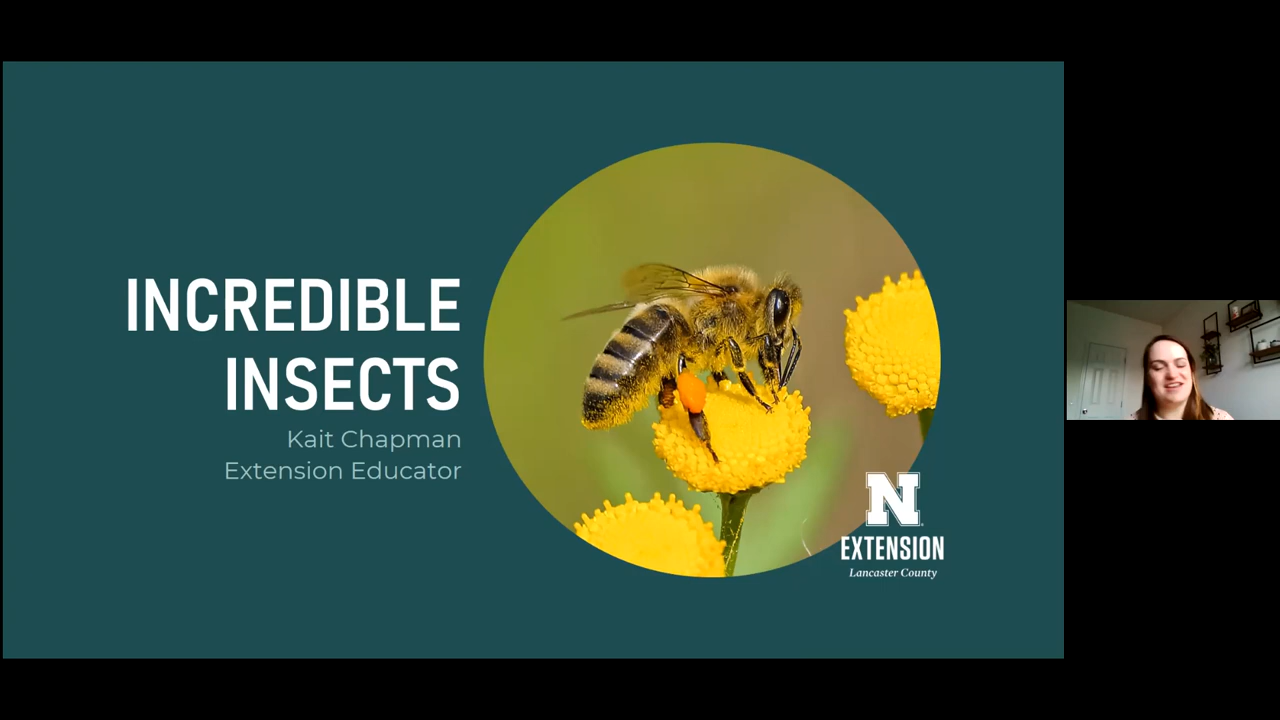 INCREDIBLE
INSECTS
Kait Chapman
Extension Educator
N
EXTENSION
Lancaster County